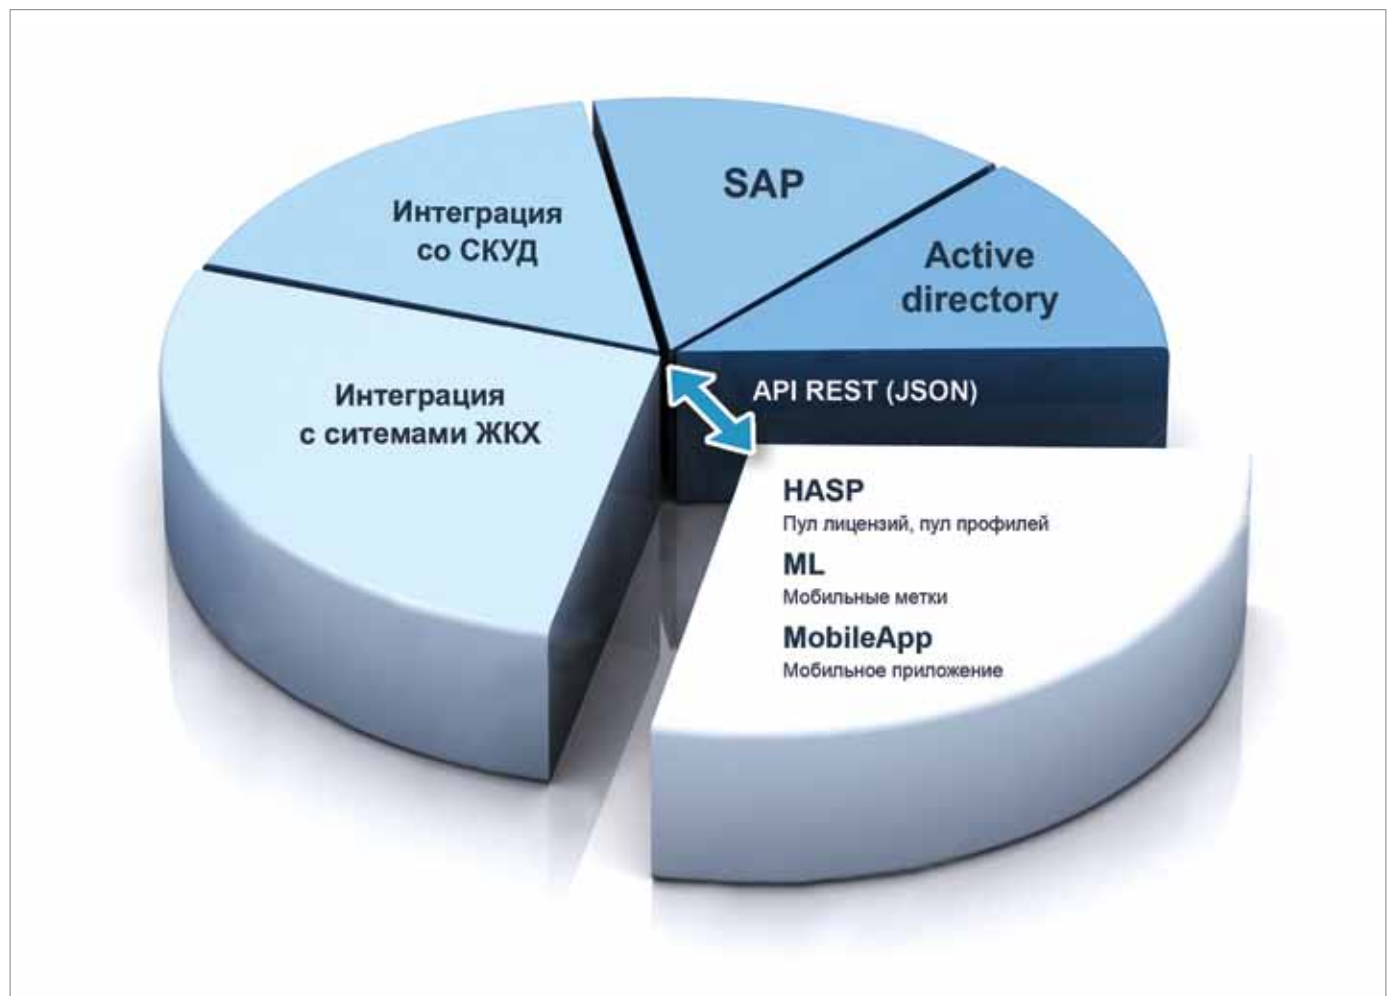 SAP
Интеграция
со СКУД
Active
directory
Интеграция
с ситемами ЖКХ
API REST (JSON)
HASP
Пул лицензий, пул профилей
ML
Мобильные метки
MobileApp
Мобильное приложение